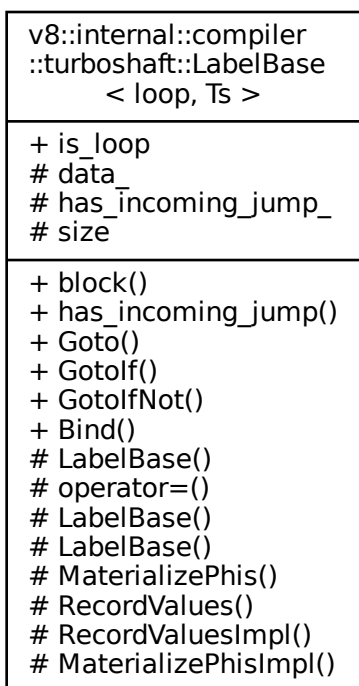 v8::internal::compiler
::turboshaft::LabelBase
< loop, Ts >
+ is_loop
# data_
# has_incoming_jump_
# size
+ block()
+ has_incoming_jump()
+ Goto()
+ GotoIf()
+ GotoIfNot()
+ Bind()
# LabelBase()
# operator=()
# LabelBase()
# LabelBase()
# MaterializePhis()
# RecordValues()
# RecordValuesImpl()
# MaterializePhisImpl()